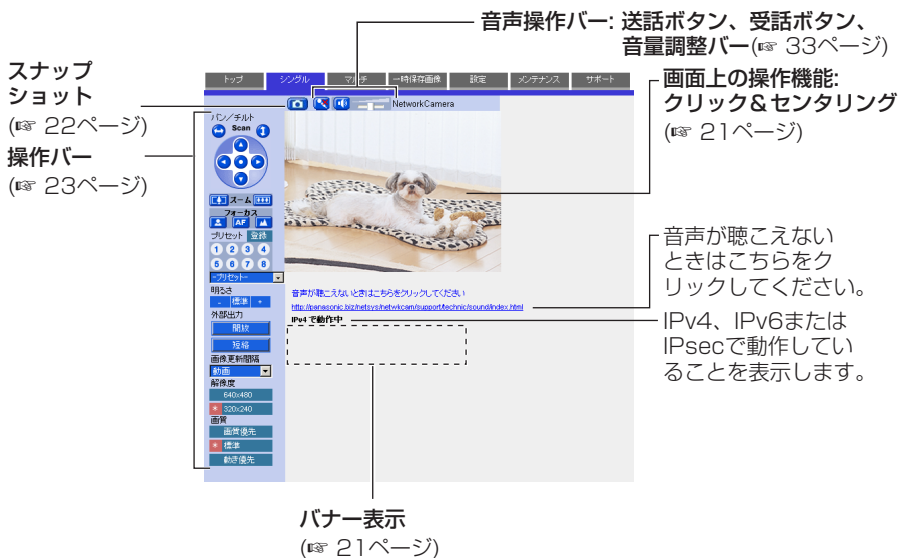 音声操作バー: 送話ボタン、受話ボタン、
音量調整バー(☞ 33ページ)
スナップ
ショット
(☞ 22ページ)
操作バー
(☞ 23ページ)
画面上の操作機能:
クリック&センタリング
(☞ 21ページ)
トップ シングル マルチ 一時保存画像 設定 メンテナンス サポート
NetworkCamera
パン／チルト
Scan
ズーム
フォーカス
AF
プリセット 登録
1 2 3 4
5 6 7 8
-プリセット-
明るさ
- 標準 +
外部出力
開放
短絡
画像更新間隔
動画
解像度
640x480
* 320x240
画質
画質優先
* 標準
動き優先
音声が聴こえないときはこちらをクリックしてください
http://panasonic.biz/netsys/netwkcam/support/technic/sound/index.html
IPv4 で動作中
音声が聴こえない
ときはこちらをク
リックしてください。
IPv4、IPv6または
IPsecで動作してい
ることを表示します。
バナー表示
(☞ 21ページ)